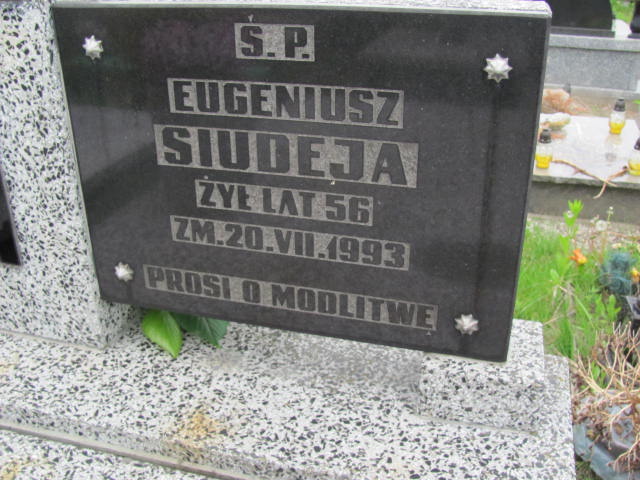 Ś. P.
EUGENIUSZ
SIUDEJA
ŻYŁ LAT 56
ZM. 20. VII. 1993
PROSI O MODLITWĘ